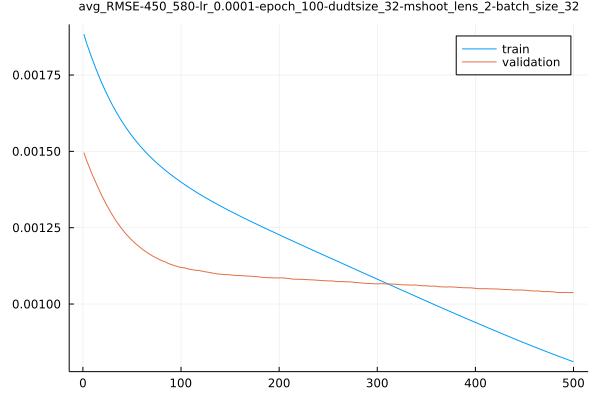 avg_RMSE-450_580-lr_0.0001-epoch_100-dudtsize_32-mshoot_lens_2-batch_size_32
train
validation
0.00175
0.00150
0.00125
0.00100
0 100 200 300 400 500